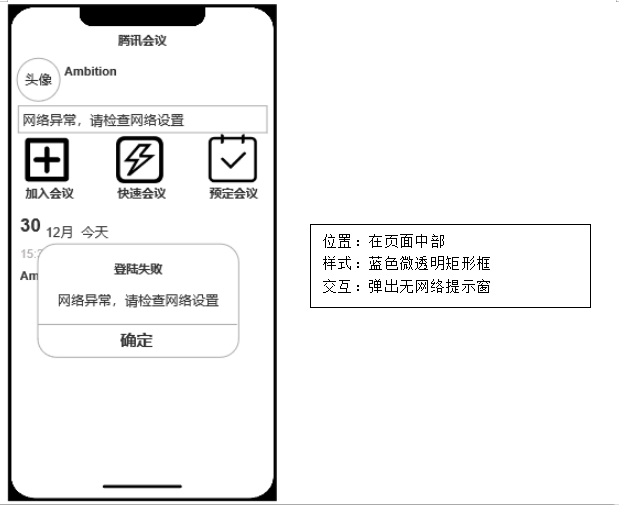 腾讯会议
头像
Ambition
网络异常，请检查网络设置
加入会议 快速会议 预定会议
30 12月 今天
15:
Am
登陆失败
网络异常，请检查网络设置
确定
位置：在页面中部
样式：蓝色微透明矩形框
交互：弹出无网络提示窗